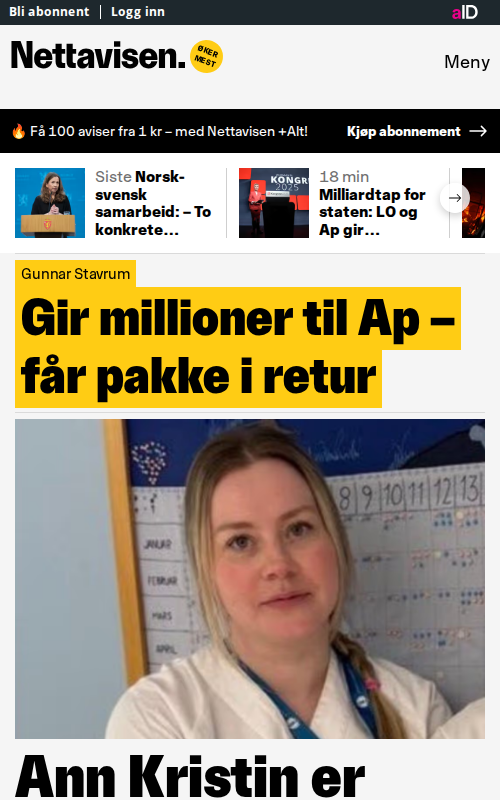 Bli abonnent | Logg inn
aID
Nettavisen.
ØKER
MEST
Meny
Få 100 aviser fra 1 kr – med Nettavisen +Alt!
Kjøp abonnement
Siste Norsk-
svensk
samarbeid: – To
konkrete...
KONGR
2025
18 min
Milliardtap for
staten: LO og
Ap gir...
Gunnar Stavrum
Gir millioner til Ap –
får pakke i retur
8 9 10 11 12 13
JANUAR
FEBRUAR
MARS
APRIL
Ann Kristin er